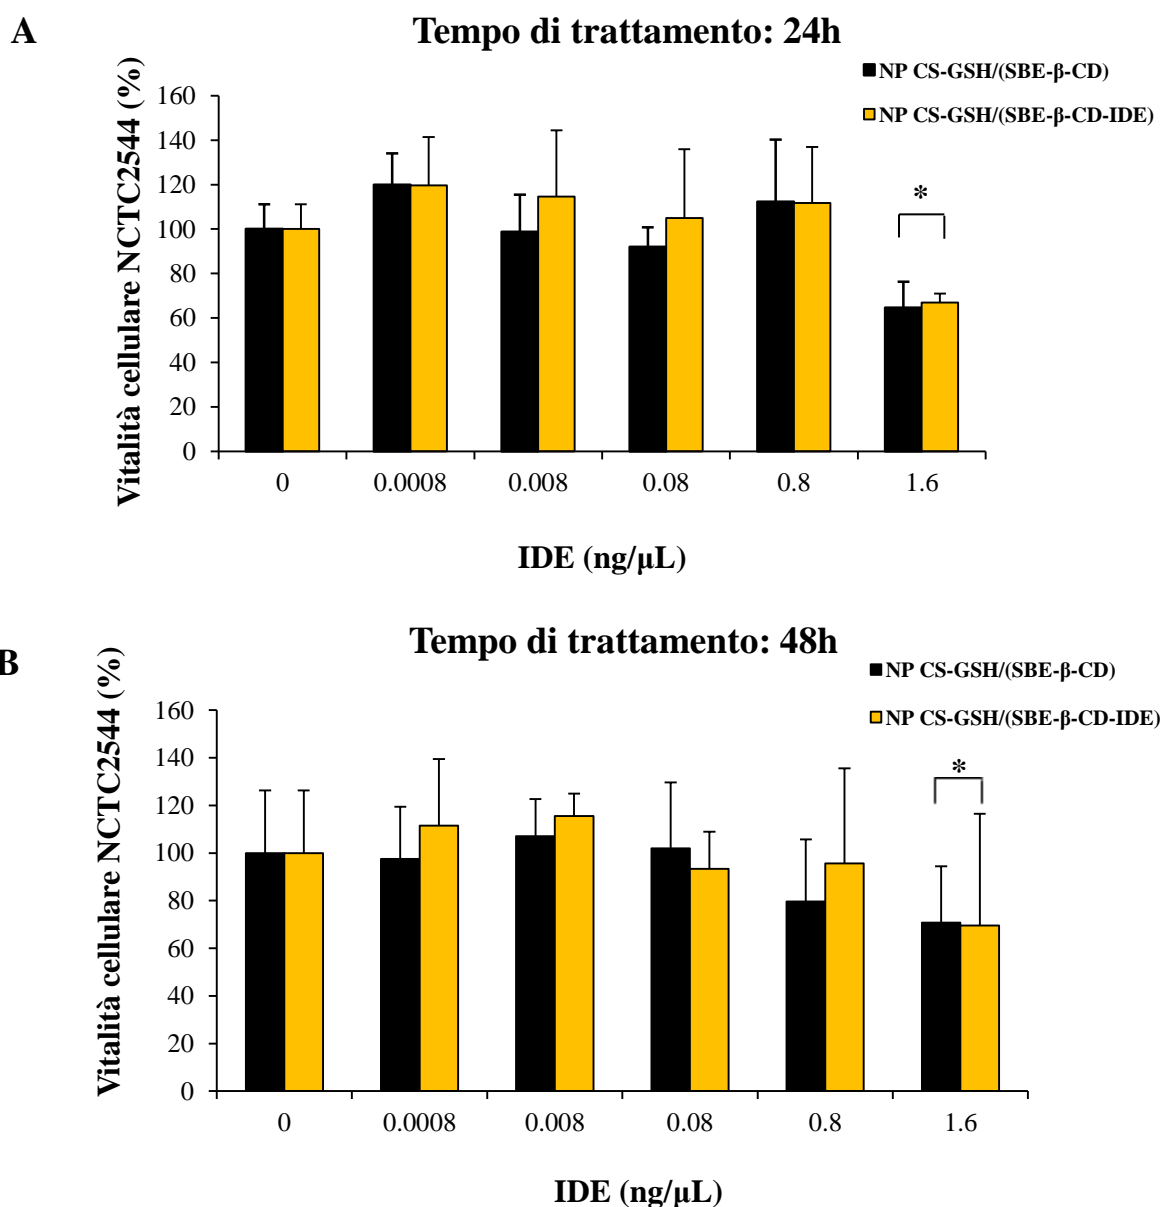 A
Tempo di trattamento: 24h
NP CS-GSH/(SBE-β-CD)
NP CS-GSH/(SBE-β-CD-IDE)
Vitalità cellulare NCTC2544 (%)
160
140
120
100
80
60
40
20
0
*
0 0.0008 0.008 0.08 0.8 1.6
IDE (ng/µL)
B
Tempo di trattamento: 48h
NP CS-GSH/(SBE-β-CD)
NP CS-GSH/(SBE-β-CD-IDE)
Vitalità cellulare NCTC2544 (%)
160
140
120
100
80
60
40
20
0
*
0 0.0008 0.008 0.08 0.8 1.6
IDE (ng/µL)